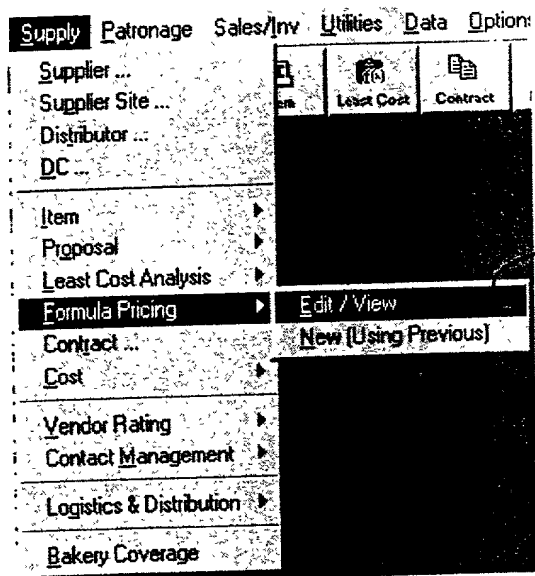 Supply Patronage Sales/Inv Utilities Data Options
Supplier ...
Supplier Site ...
Distributor ...
DC ...
Least Cost Contract
Item
Proposal
Least Cost Analysis
Formula Pricing
Edit / View
Contract ...
New (Using Previous)
Cost
Vendor Rating
Contact Management
Logistics & Distribution
Bakery Coverage